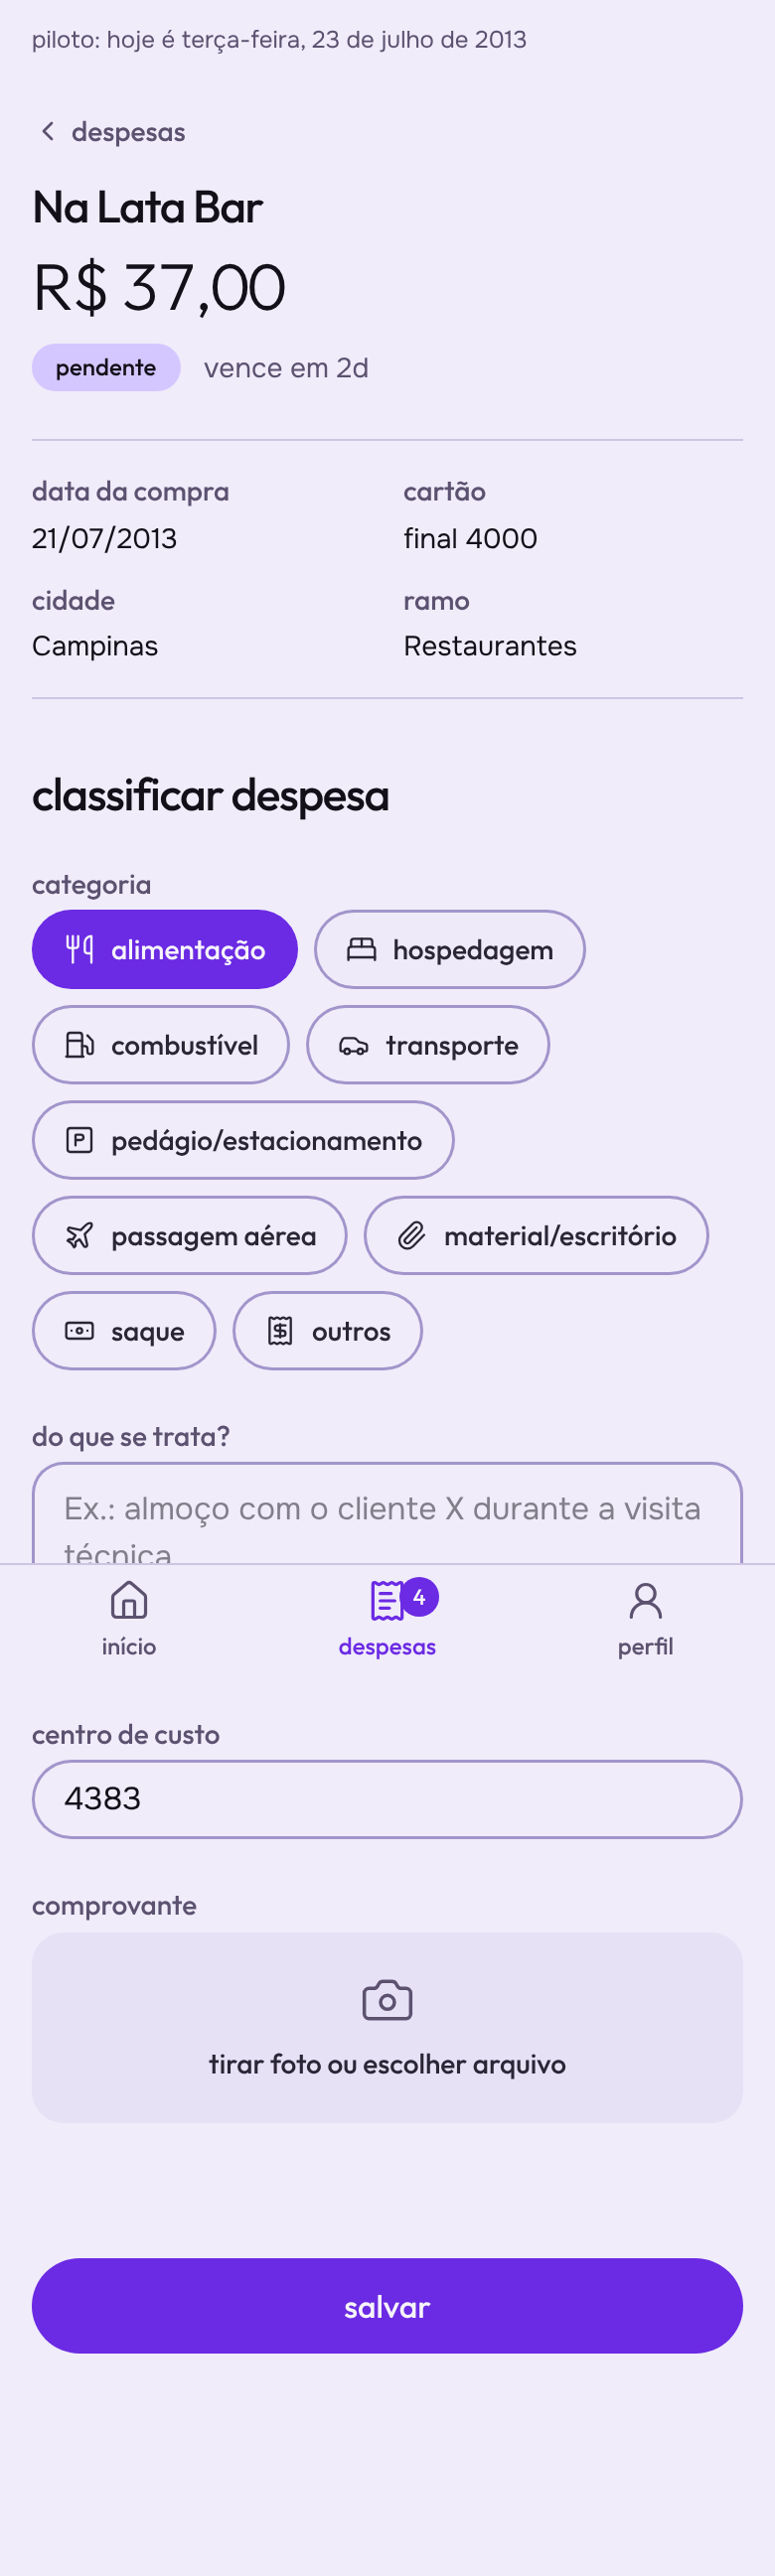 piloto: hoje é terça-feira, 23 de julho de 2013
despesas
Na Lata Bar
R$ 37,00
pendente vence em 2d
data da compra cartão
21/07/2013 final 4000
cidade ramo
Campinas Restaurantes
classificar despesa
categoria
alimentação hospedagem
combustível transporte
pedágio/estacionamento
passagem aérea material/escritório
saque outros
do que se trata?
Ex.: almoço com o cliente X durante a visita
técnica
4
início despesas perfil
centro de custo
4383
comprovante
tirar foto ou escolher arquivo
salvar